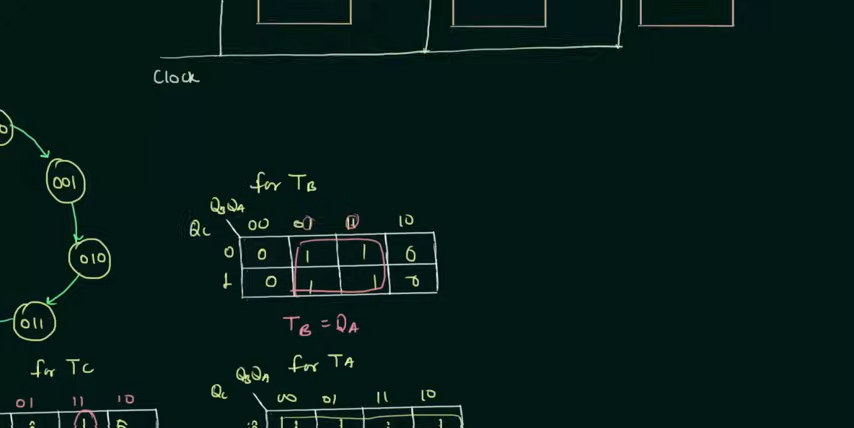 Clock
001
010
011
for TB
QBQA
QC 00 01 11 10
0 0 1 1 0
1 0 1 1 0
TB = QA
for TC
01 11 10
for TA
QBQA
QC 00 01 11 10